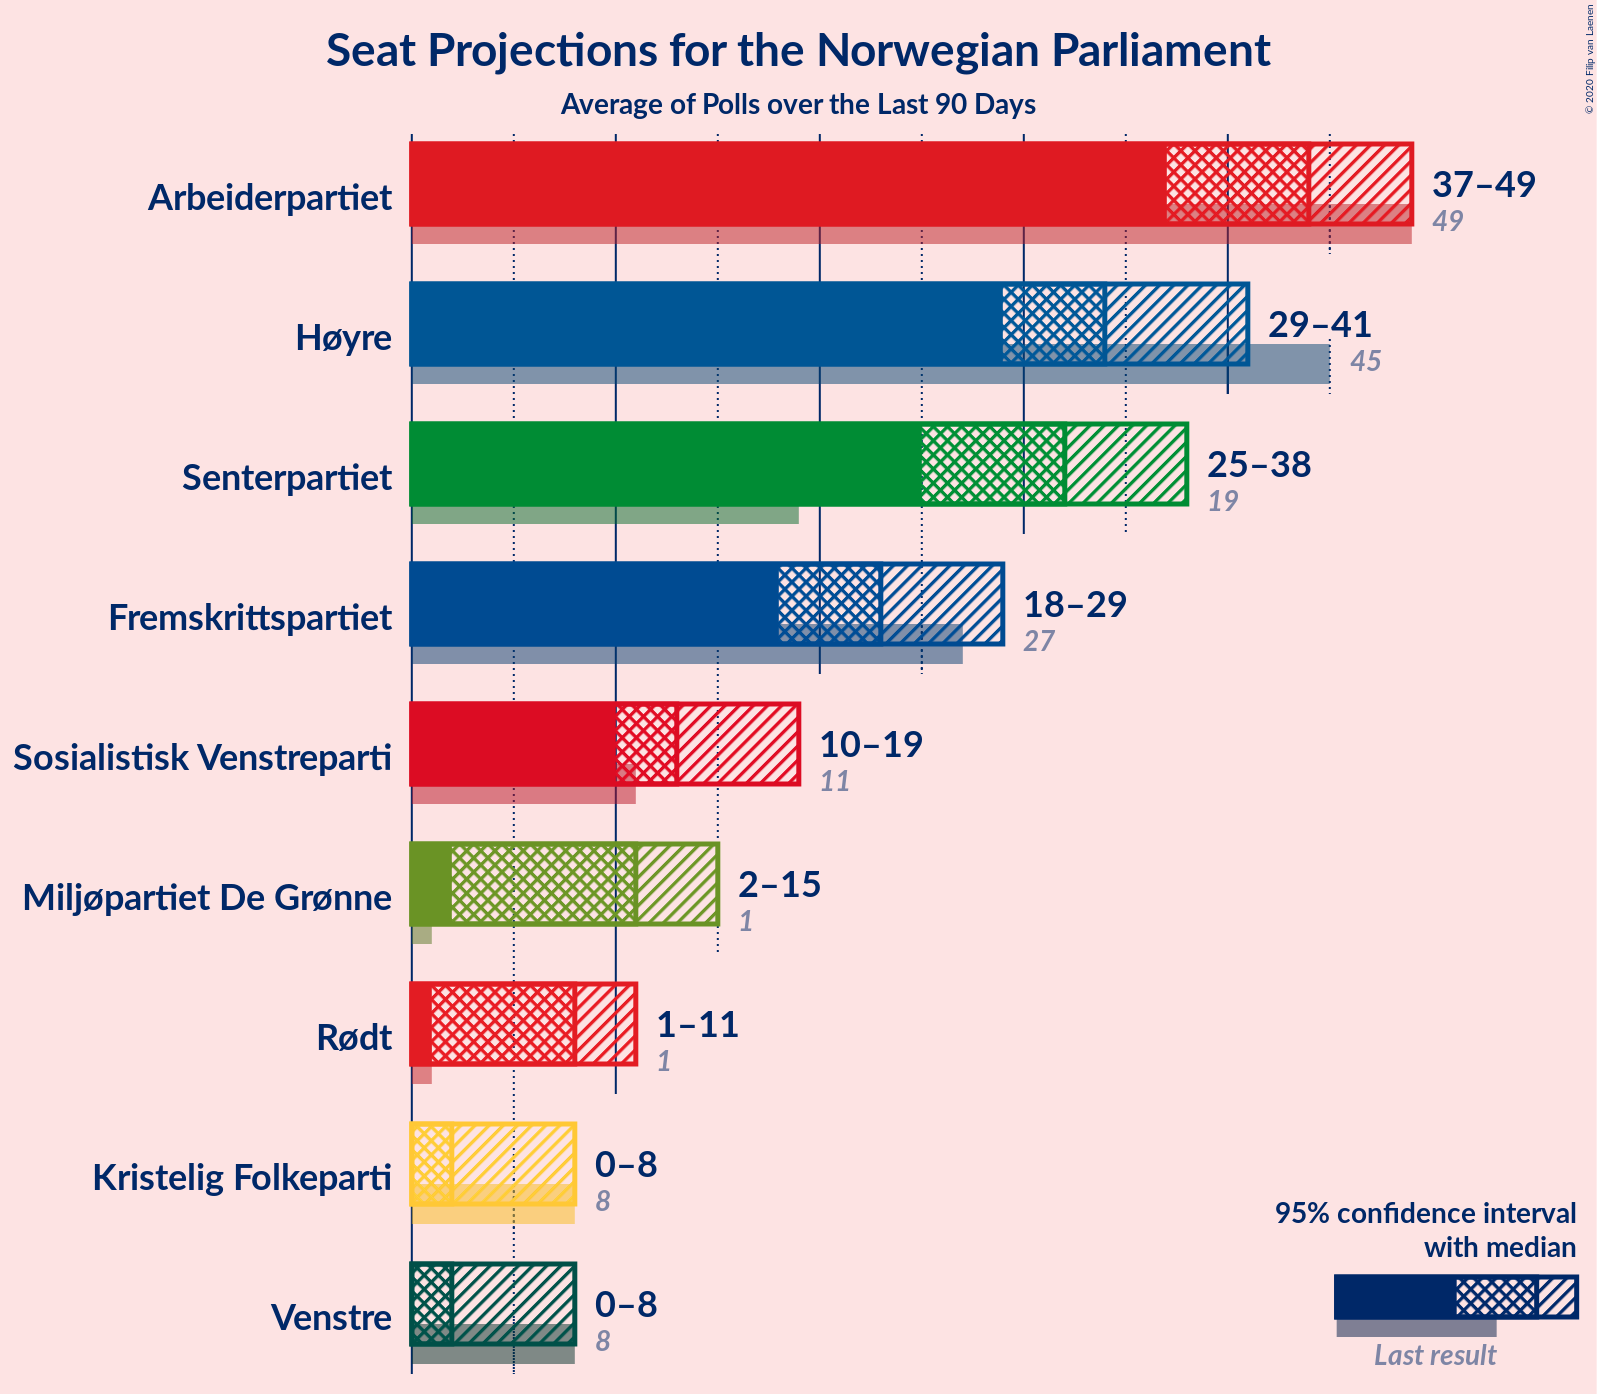 Seat Projections for the Norwegian Parliament
Average of Polls over the Last 90 Days
© 2020 Filip van Laenen
Arbeiderpartiet
37–49
49
Høyre
29–41
45
Senterpartiet
25–38
19
Fremskrittspartiet
18–29
27
Sosialistisk Venstreparti
10–19
11
Miljøpartiet De Grønne
2–15
1
Rødt
1–11
1
Kristelig Folkeparti
0–8
8
Venstre
0–8
8
95% confidence interval
with median
Last result